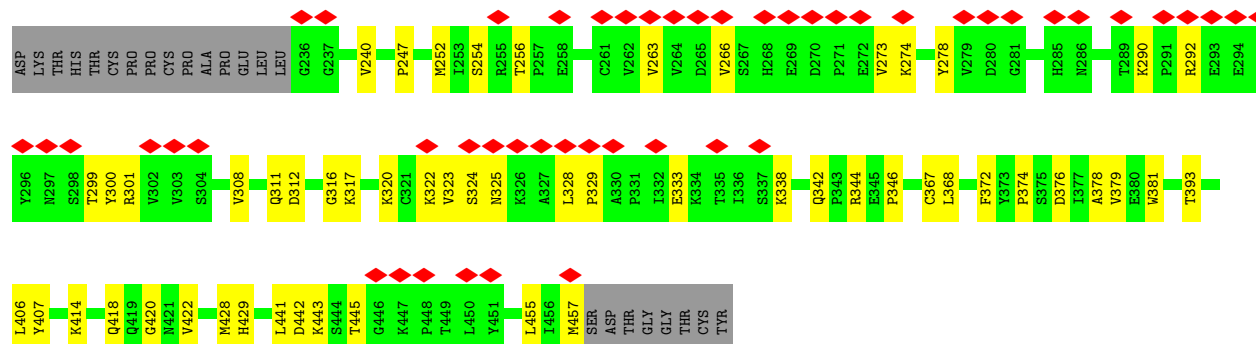 ASP LYS THR HIS THR CYS PRO PRO CYS PRO ALA PRO GLU LEU LEU G236 G237 V240 P247 M252 I253 S254 R255 T256 P257 E258 C261 V262 V263 V264 D265 V266 S267 H268 E269 D270 P271 E272 V273 K274 Y278 V279 D280 G281 H285 N286 T289 K290 P291 R292 E293 E294
Y296 N297 S298 T299 Y300 R301 V302 V303 S304 V308 Q311 D312 G316 K317 K320 C321 K322 V323 S324 N325 K326 A327 L328 P329 A330 P331 I332 E333 K334 T335 I336 S337 K338 Q342 P343 R344 E345 P346 C367 L368 F372 Y373 P374 S375 D376 I377 A378 V379 E380 W381 T393
L406 Y407 K414 Q418 Q419 G420 N421 V422 M428 H429 L441 D442 K443 S444 T445 G446 K447 P448 T449 L450 Y451 L455 I456 M457 SER ASP THR GLY GLY THR CYS TYR